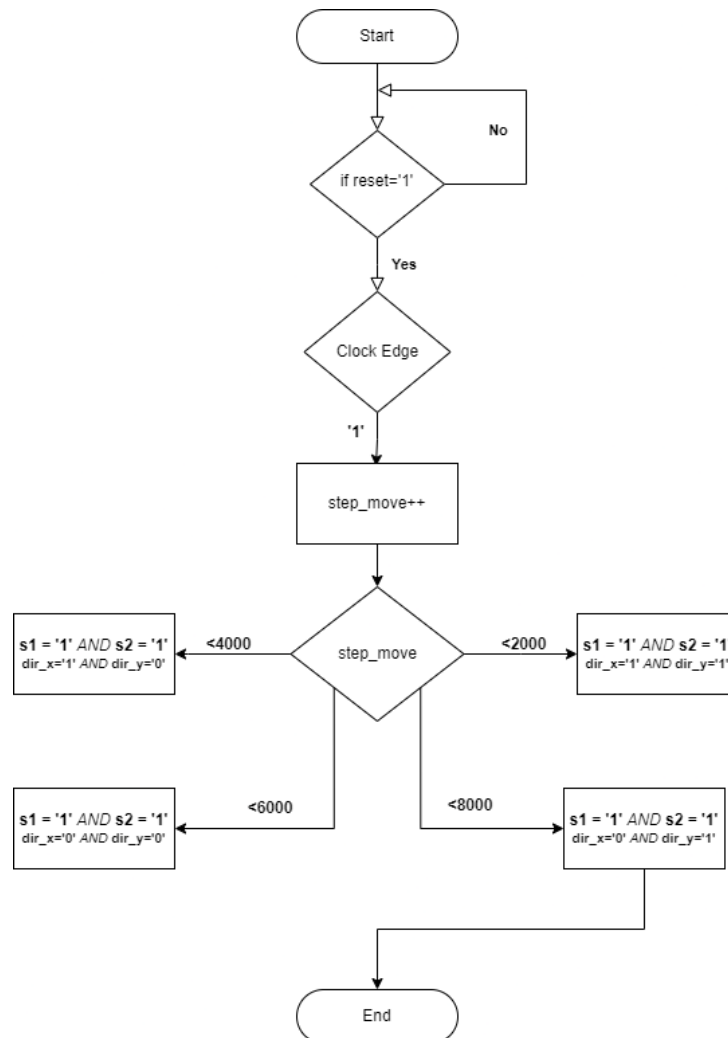 Start
No
if reset='1'
Yes
Clock Edge
'1'
step_move++
s1 = '1' AND s2 = '1'
dir_x='1' AND dir_y='0'
<4000
step_move
<2000
s1 = '1' AND s2 = '1'
dir_x='1' AND dir_y='1'
s1 = '1' AND s2 = '1'
dir_x='0' AND dir_y='0'
<6000
<8000
s1 = '1' AND s2 = '1'
dir_x='0' AND dir_y='1'
End